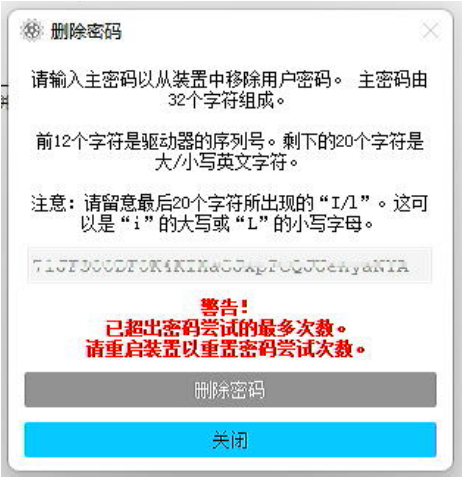 删除密码
请输入主密码以从装置中移除用户密码。 主密码由
32个字符组成。
前12个字符是驱动器的序列号。剩下的20个字符是
大/小写英文字符。
注意：请留意最后20个字符所出现的“I/l”。这可
以是“i”的大写或“L”的小写字母。
警告！
已超出密码尝试的最多次数。
请重启装置以重置密码尝试次数。
删除密码
关闭